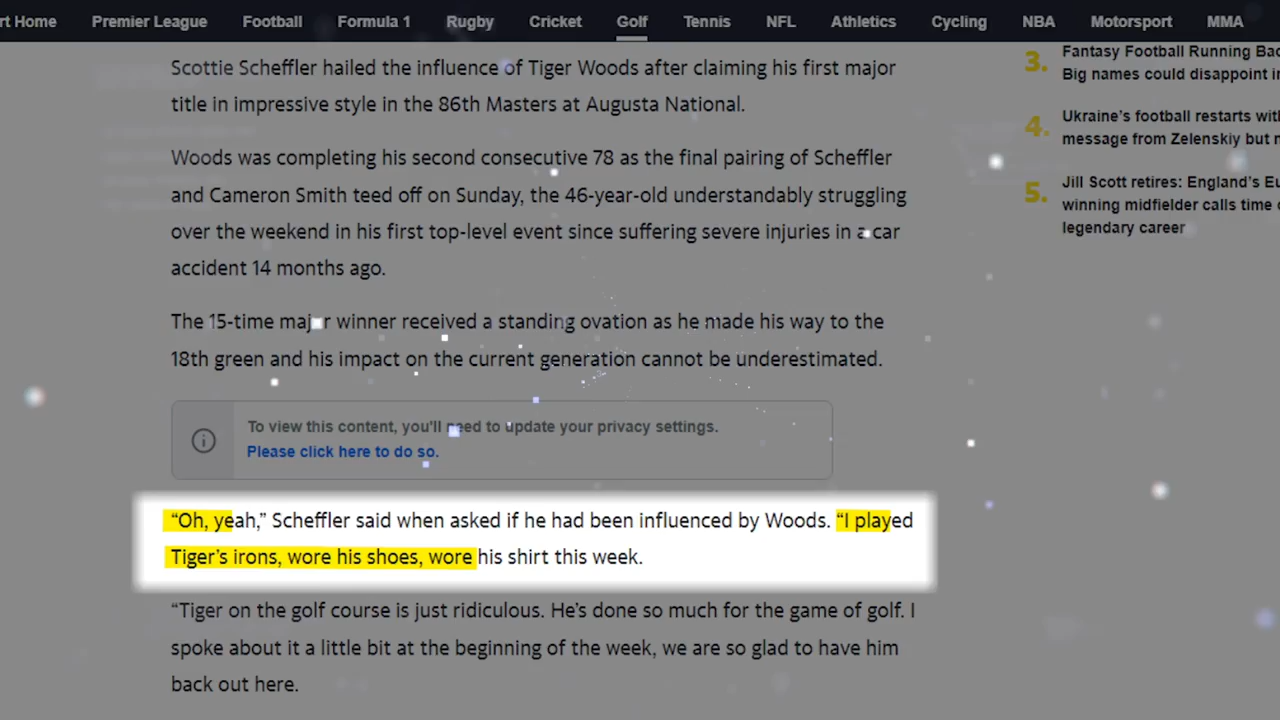 rt Home Premier League Football Formula 1 Rugby Cricket Golf Tennis NFL Athletics Cycling NBA Motorsport MMA
Scottie Scheffler hailed the influence of Tiger Woods after claiming his first major
title in impressive style in the 86th Masters at Augusta National.
Woods was completing his second consecutive 78 as the final pairing of Scheffler
and Cameron Smith teed off on Sunday, the 46-year-old understandably struggling
over the weekend in his first top-level event since suffering severe injuries in a car
accident 14 months ago.
The 15-time major winner received a standing ovation as he made his way to the
18th green and his impact on the current generation cannot be underestimated.
To view this content, you'll need to update your privacy settings.
Please click here to do so.
“Oh, yeah,” Scheffler said when asked if he had been influenced by Woods. “I played
Tiger’s irons, wore his shoes, wore his shirt this week.
“Tiger on the golf course is just ridiculous. He’s done so much for the game of golf. I
spoke about it a little bit at the beginning of the week, we are so glad to have him
back out here.
3. Fantasy Football Running Bac
Big names could disappoint i
4. Ukraine’s football restarts wit
message from Zelenskiy but
5. Jill Scott retires: England’s Eu
winning midfielder calls time
legendary career